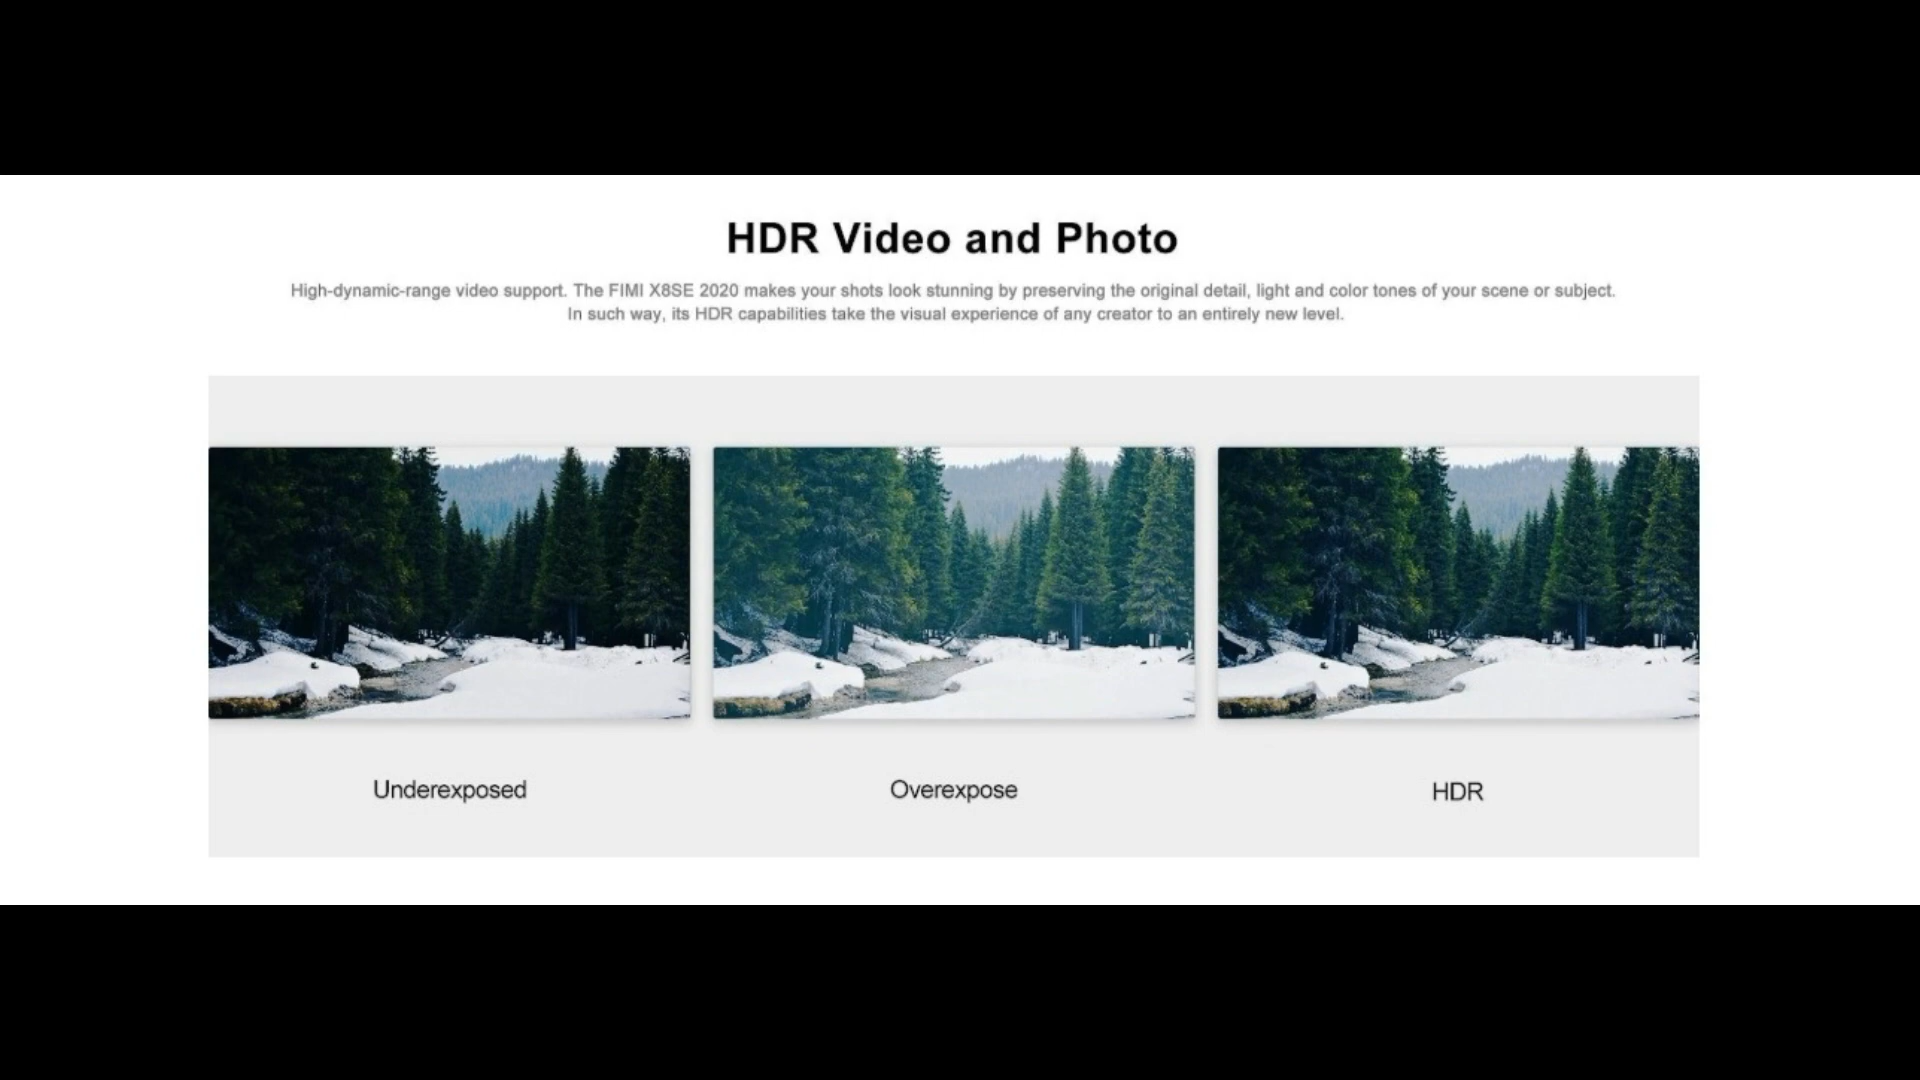 HDR Video and Photo
High-dynamic-range video support. The FIMI X8SE 2020 makes your shots look stunning by preserving the original detail, light and color tones of your scene or subject.
In such way, its HDR capabilities take the visual experience of any creator to an entirely new level.
Underexposed
Overexpose
HDR